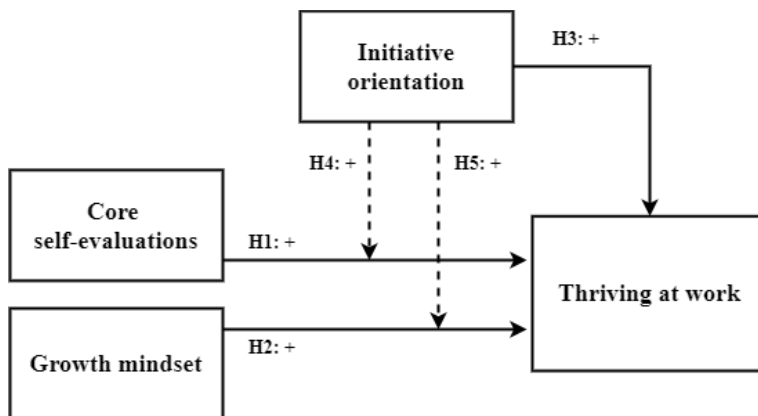 Initiative
orientation
H3: +
H4: +
H5: +
Core
self-evaluations
H1: +
Thriving at work
Growth mindset
H2: +